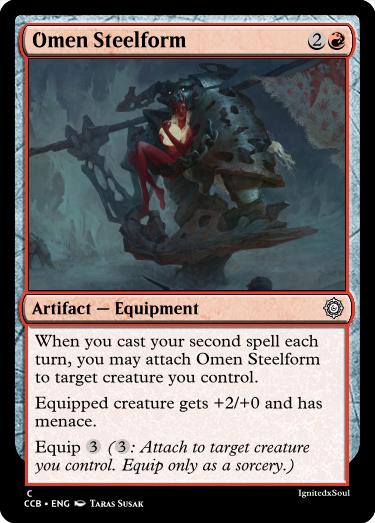 Omen Steelform 2
Artifact — Equipment
When you cast your second spell each
turn, you may attach Omen Steelform
to target creature you control.
Equipped creature gets +2/+0 and has
menace.
Equip 3 (3: Attach to target creature
you control. Equip only as a sorcery.)
C
CCB • ENG Taras Susak
IgnitedxSoul